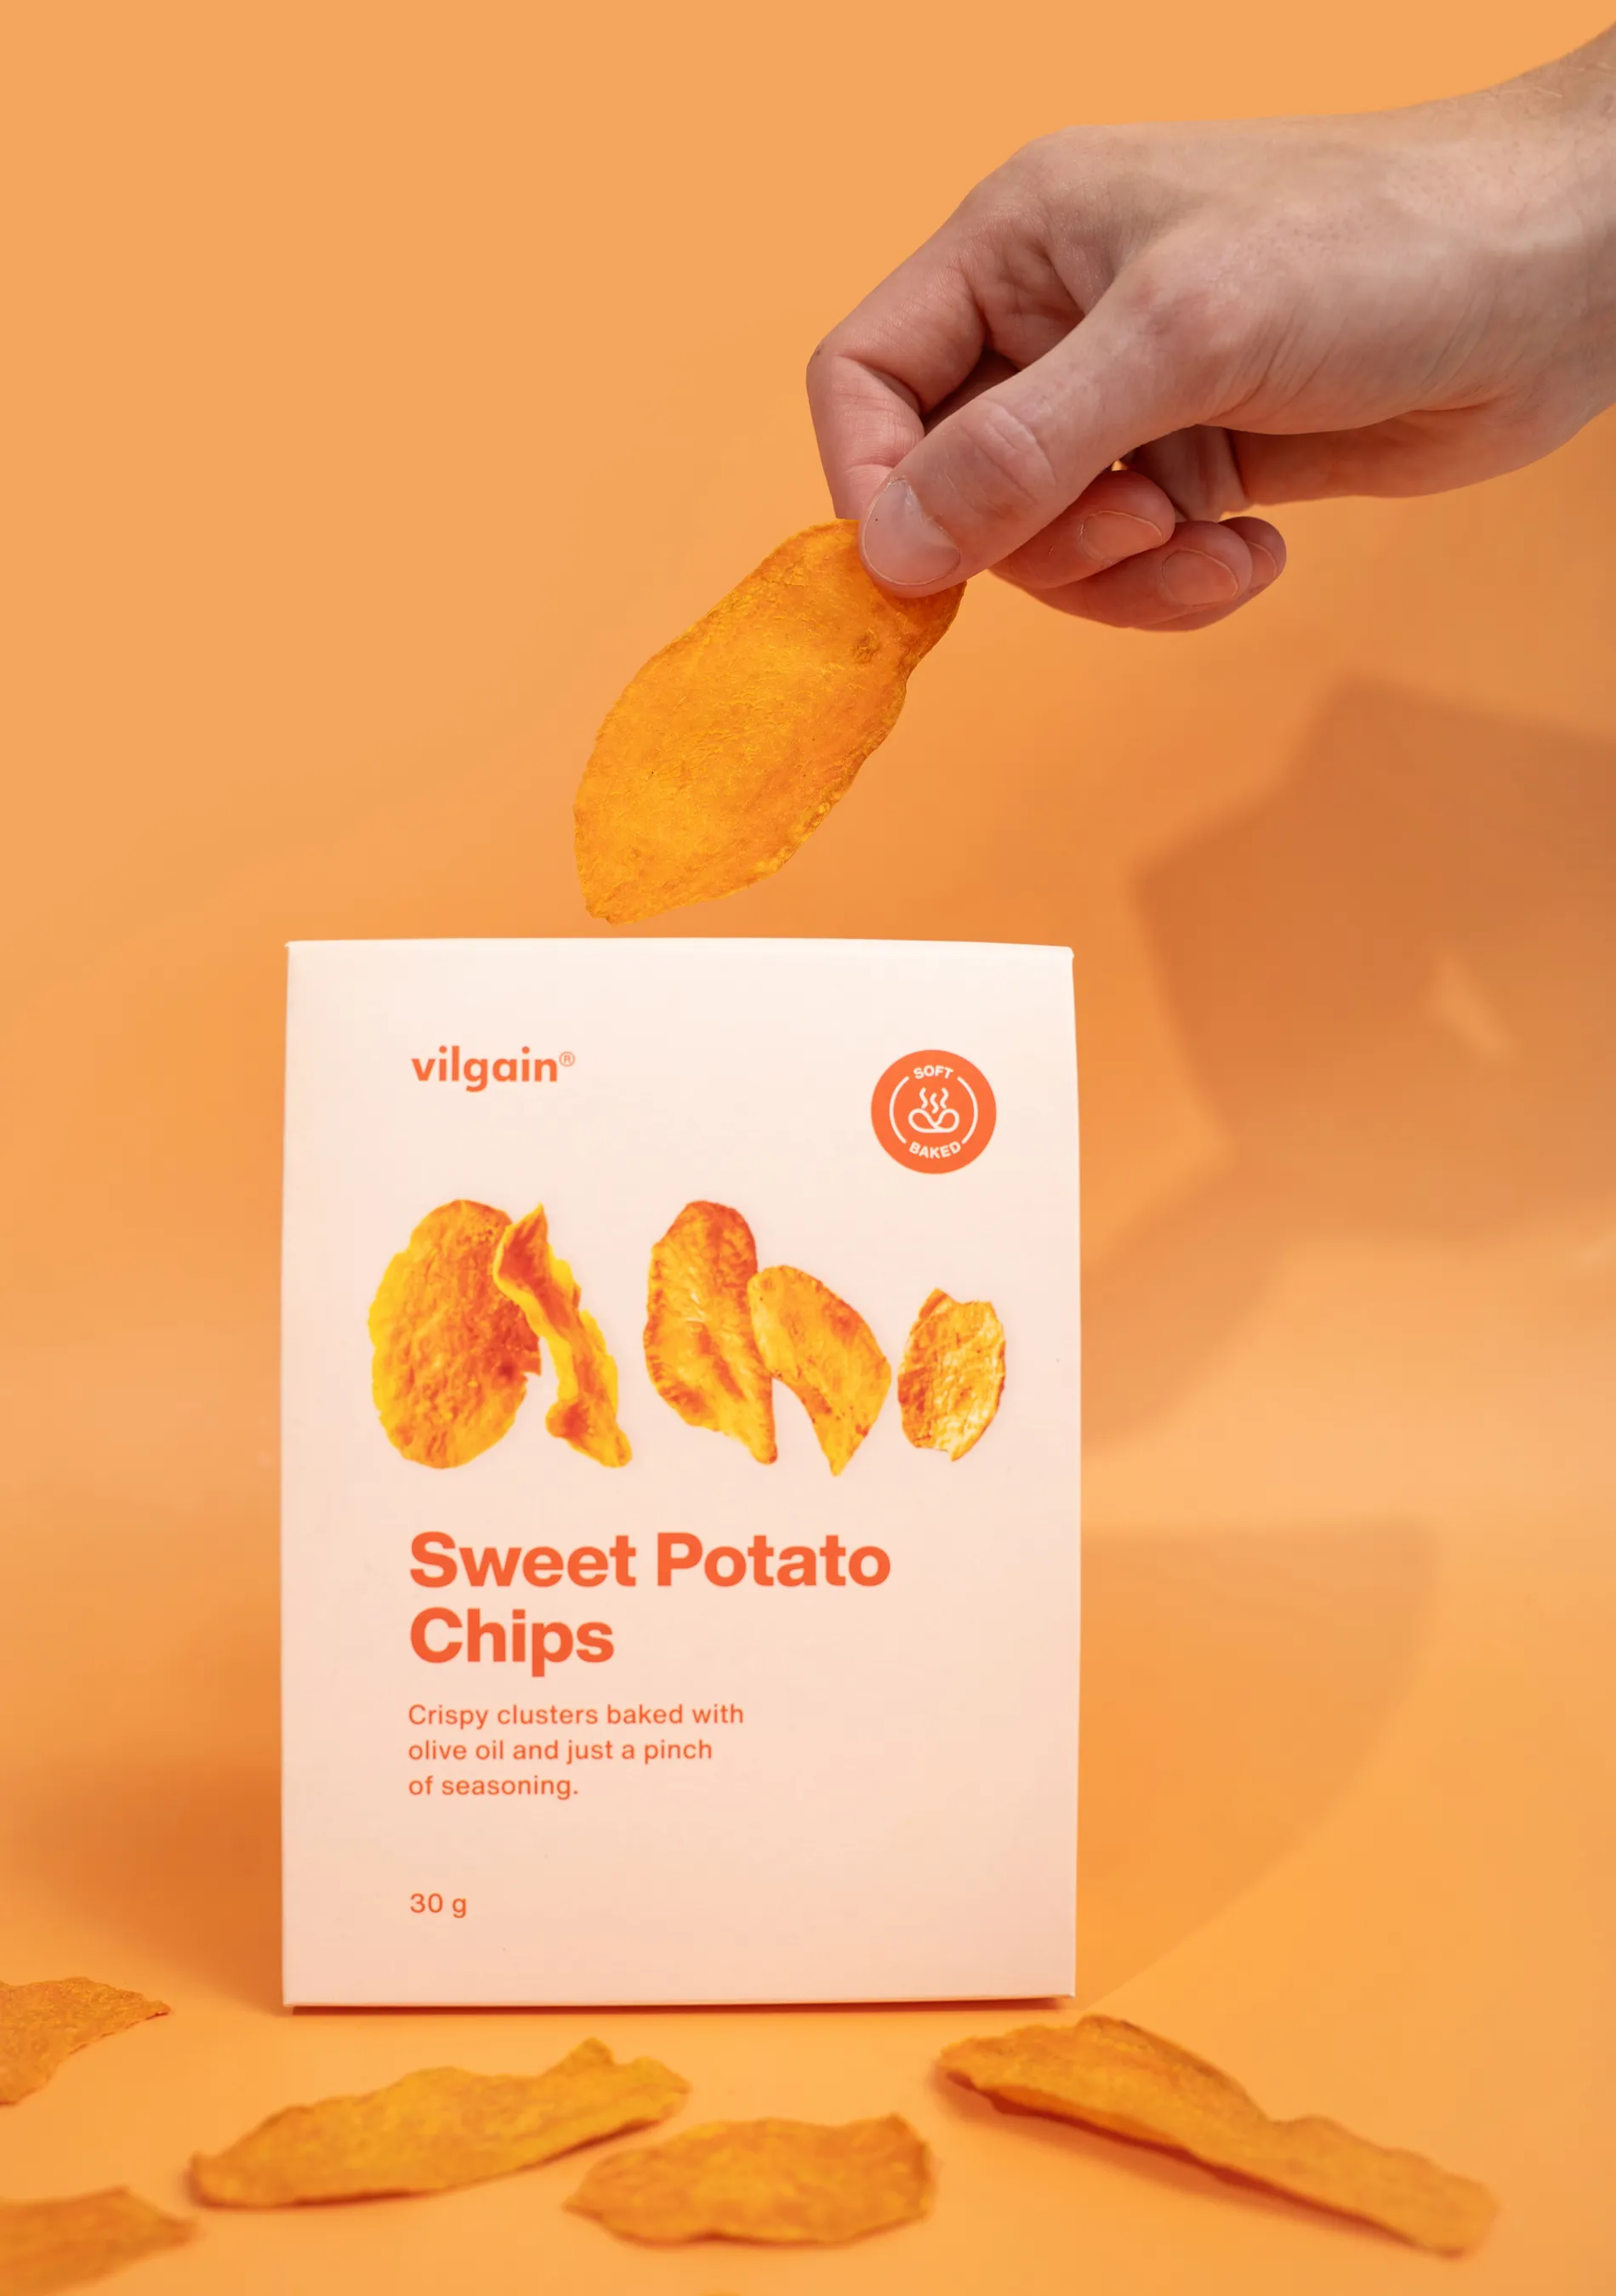 vilgain®
SOFT
BAKED
Sweet Potato
Chips
Crispy clusters baked with
olive oil and just a pinch
of seasoning.
30 g